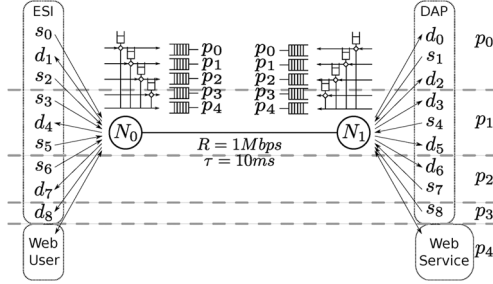 ESI
DAP
s0
d1
s2
s3
d4
s5
s6
d7
d8
Web
User
p0
p1
p2
p3
p4
p0
p1
p2
p3
p4
N0
N1
R = 1Mbps
τ = 10ms
d0
s1
d2
d3
s4
d5
d6
s7
s8
Web
Service
p0
p1
p2
p3
p4